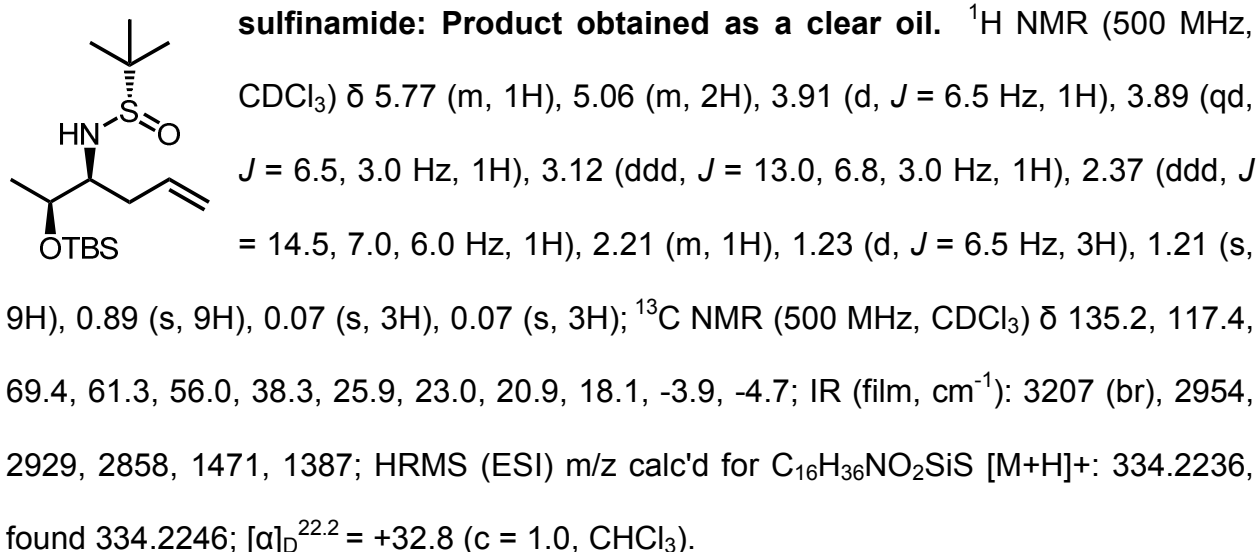 sulfinamide: Product obtained as a clear oil. ¹H NMR (500 MHz,
CDCl₃) δ 5.77 (m, 1H), 5.06 (m, 2H), 3.91 (d, J = 6.5 Hz, 1H), 3.89 (qd,
S
HN
O
J = 6.5, 3.0 Hz, 1H), 3.12 (ddd, J = 13.0, 6.8, 3.0 Hz, 1H), 2.37 (ddd, J
OTBS
= 14.5, 7.0, 6.0 Hz, 1H), 2.21 (m, 1H), 1.23 (d, J = 6.5 Hz, 3H), 1.21 (s,
9H), 0.89 (s, 9H), 0.07 (s, 3H), 0.07 (s, 3H); ¹³C NMR (500 MHz, CDCl₃) δ 135.2, 117.4,
69.4, 61.3, 56.0, 38.3, 25.9, 23.0, 20.9, 18.1, -3.9, -4.7; IR (film, cm⁻¹): 3207 (br), 2954,
2929, 2858, 1471, 1387; HRMS (ESI) m/z calc'd for C₁₆H₃₆NO₂SiS [M+H]+: 334.2236,
found 334.2246; [α]D²²·² = +32.8 (c = 1.0, CHCl₃).